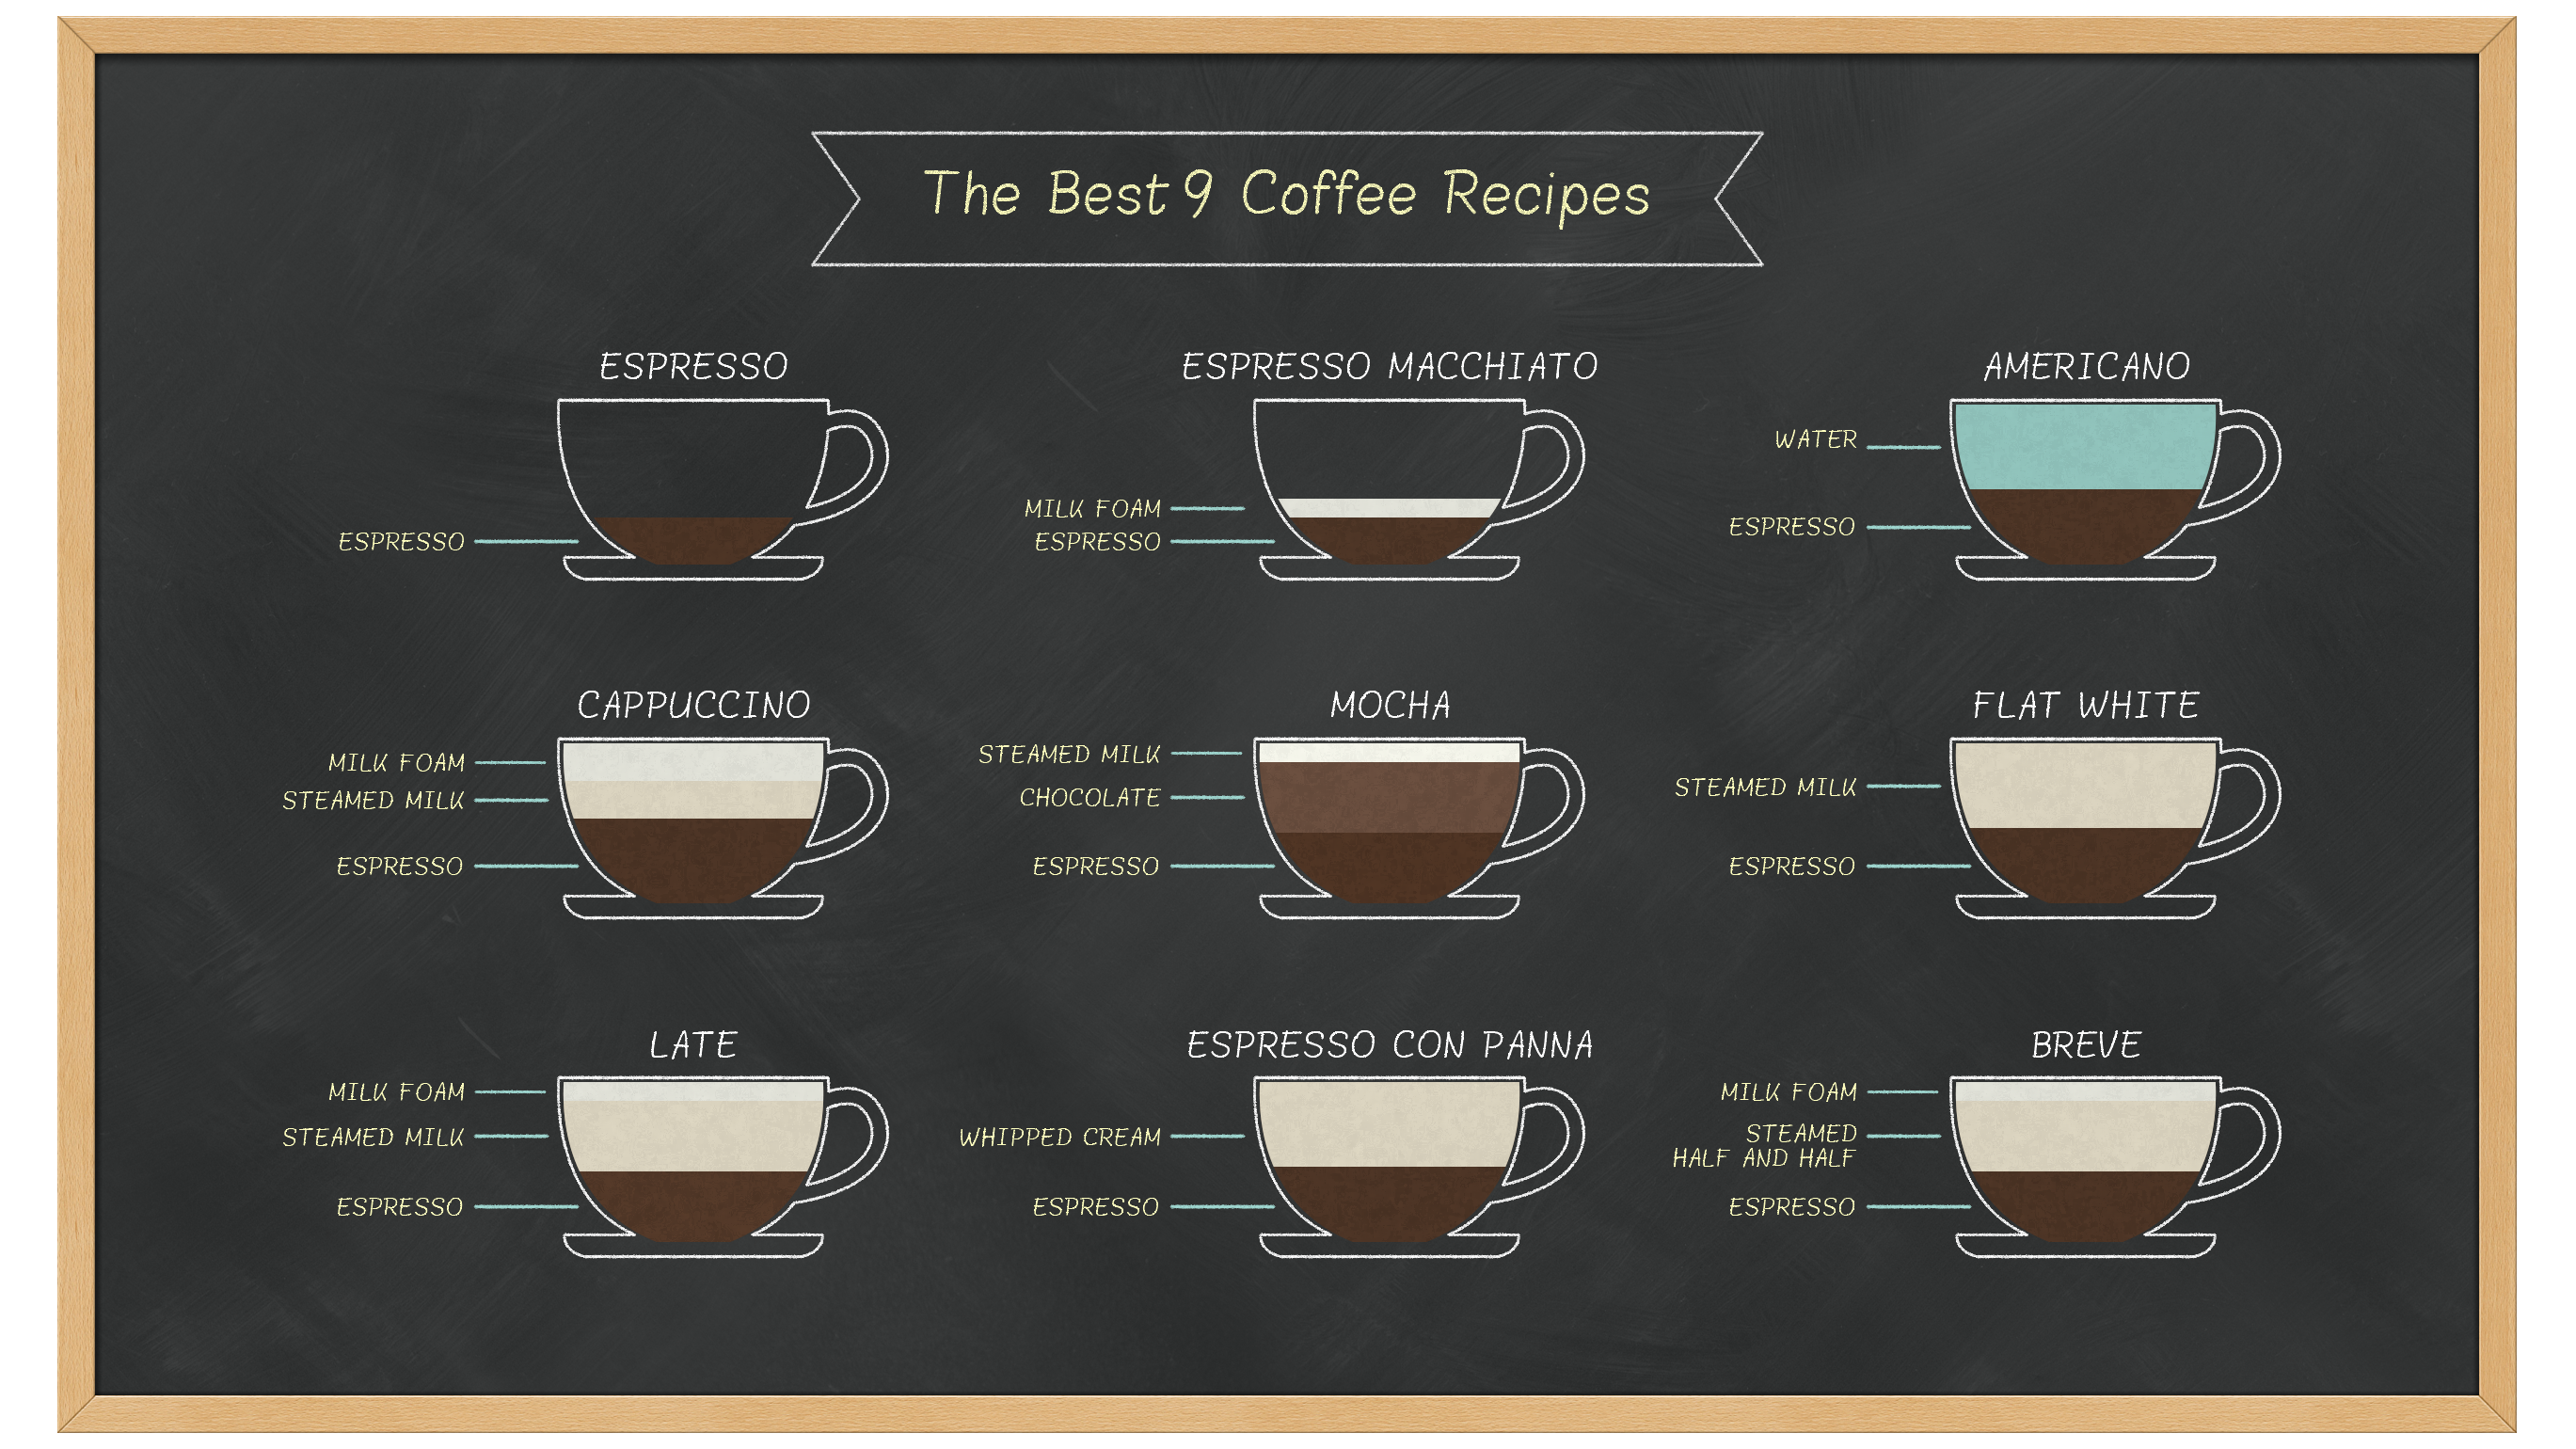 The Best 9 Coffee Recipes
ESPRESSO
ESPRESSO
ESPRESSO MACCHIATO
MILK FOAM
ESPRESSO
AMERICANO
WATER
ESPRESSO
CAPPUCCINO
MILK FOAM
STEAMED MILK
ESPRESSO
MOCHA
STEAMED MILK
CHOCOLATE
ESPRESSO
FLAT WHITE
STEAMED MILK
ESPRESSO
LATE
MILK FOAM
STEAMED MILK
ESPRESSO
ESPRESSO CON PANNA
WHIPPED CREAM
ESPRESSO
BREVE
MILK FOAM
STEAMED
HALF AND HALF
ESPRESSO